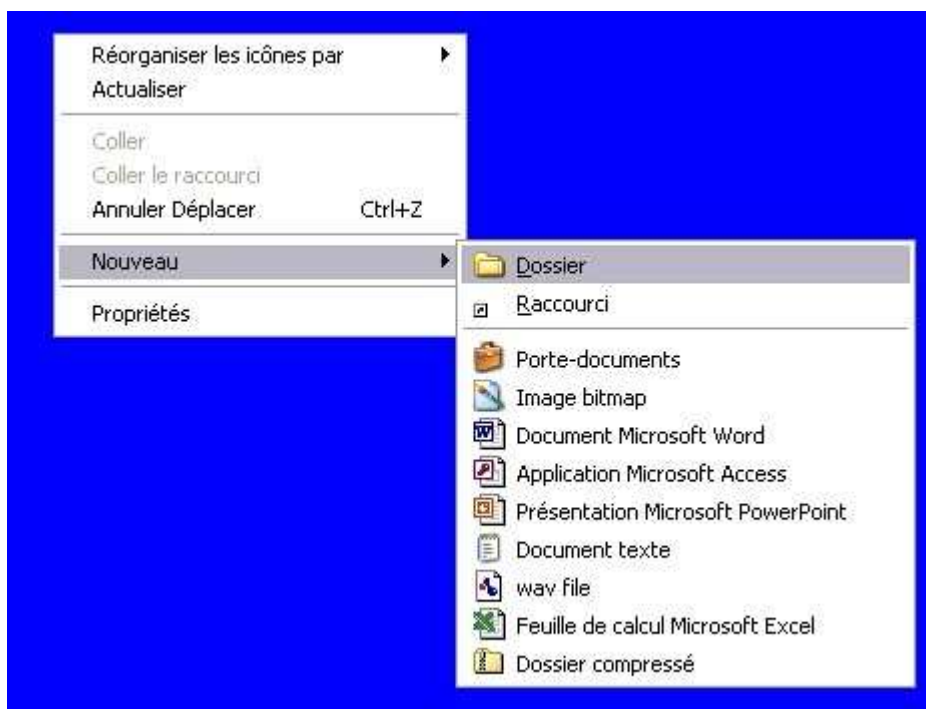 Réorganiser les icônes par
Actualiser
Coller
Coller le raccourci
Annuler Déplacer Ctrl+Z
Nouveau
Propriétés
Dossier
Raccourci
Porte-documents
Image bitmap
Document Microsoft Word
Application Microsoft Access
Présentation Microsoft PowerPoint
Document texte
wav file
Feuille de calcul Microsoft Excel
Dossier compressé